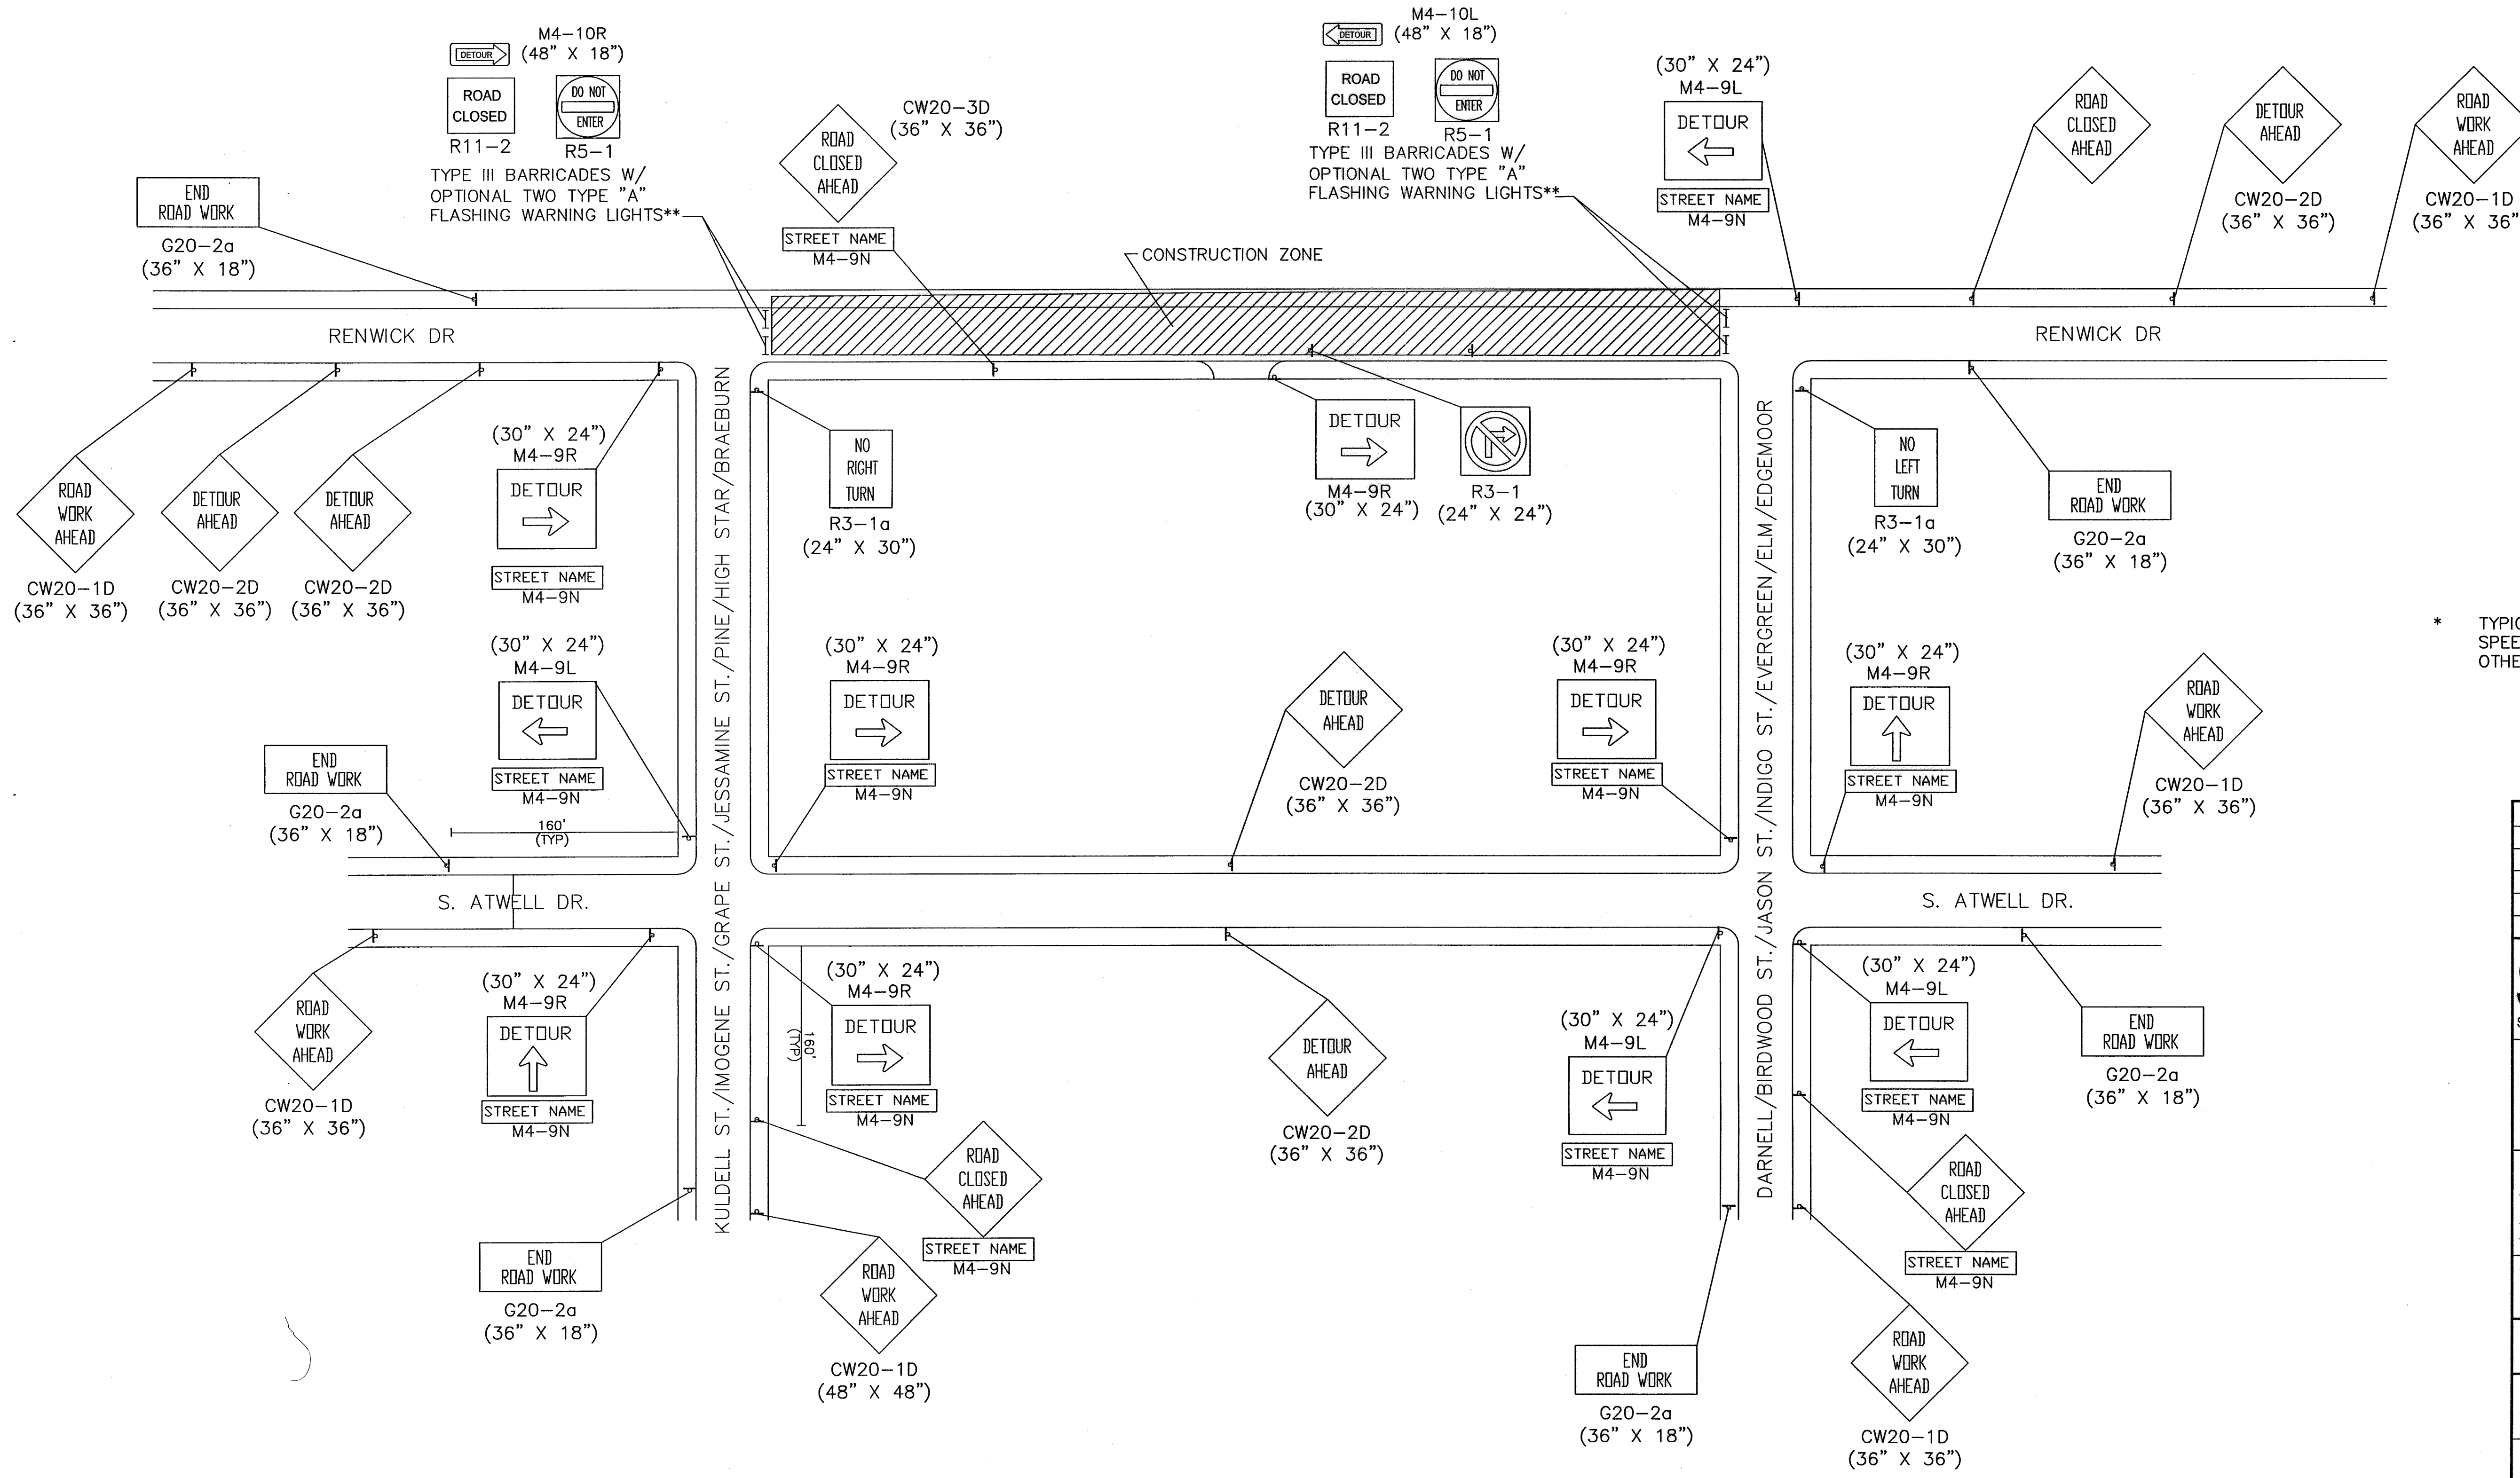 M4-10R
(48" X 18")
DETOUR
ROAD
CLOSED
R11-2
DO NOT
ENTER
R5-1
TYPE III BARRICADES W/
OPTIONAL TWO TYPE "A"
FLASHING WARNING LIGHTS**
END
ROAD WORK
G20-2a
(36" X 18")
ROAD
CLOSED
AHEAD
CW20-3D
(36" X 36")
STREET NAME
M4-9N
CONSTRUCTION ZONE
M4-10L
(48" X 18")
DETOUR
ROAD
CLOSED
R11-2
DO NOT
ENTER
R5-1
TYPE III BARRICADES W/
OPTIONAL TWO TYPE "A"
FLASHING WARNING LIGHTS**
(30" X 24")
M4-9L
DETOUR
STREET NAME
M4-9N
ROAD
CLOSED
AHEAD
DETOUR
AHEAD
CW20-2D
(36" X 36")
ROAD
WORK
AHEAD
CW20-1D
(36" X 36"
RENWICK DR
RENWICK DR
ROAD
WORK
AHEAD
CW20-1D
(36" X 36")
DETOUR
AHEAD
CW20-2D
(36" X 36")
DETOUR
AHEAD
CW20-2D
(36" X 36")
(30" X 24")
M4-9R
DETOUR
STREET NAME
M4-9N
NO
RIGHT
TURN
R3-1a
(24" X 30")
DETOUR
M4-9R
(30" X 24")
R3-1
(24" X 24")
NO
LEFT
TURN
R3-1a
(24" X 30")
END
ROAD WORK
G20-2a
(36" X 18")
* TYPIC
SPEE
OTHE
KULDELL ST./IMOGENE ST./GRAPE ST./JESSAMINE ST./PINE/HIGH STAR/BRAEBURN
DARNELL/BIRDWOOD ST./JASON ST./INDIGO ST./EVERGREEN/ELM/EDGEMOOR
(30" X 24")
M4-9L
DETOUR
STREET NAME
M4-9N
END
ROAD WORK
G20-2a
(36" X 18")
160'
(TYP)
(30" X 24")
M4-9R
DETOUR
STREET NAME
M4-9N
DETOUR
AHEAD
CW20-2D
(36" X 36")
(30" X 24")
M4-9R
DETOUR
STREET NAME
M4-9N
(30" X 24")
M4-9R
DETOUR
STREET NAME
M4-9N
ROAD
WORK
AHEAD
CW20-1D
(36" X 36")
S. ATWELL DR.
S. ATWELL DR.
ROAD
WORK
AHEAD
CW20-1D
(36" X 36")
(30" X 24")
M4-9R
DETOUR
STREET NAME
M4-9N
160'
(TYP)
(30" X 24")
M4-9R
DETOUR
STREET NAME
M4-9N
DETOUR
AHEAD
CW20-2D
(36" X 36")
(30" X 24")
M4-9L
DETOUR
STREET NAME
M4-9N
(30" X 24")
M4-9L
DETOUR
STREET NAME
M4-9N
END
ROAD WORK
G20-2a
(36" X 18")
ROAD
CLOSED
AHEAD
STREET NAME
M4-9N
ROAD
CLOSED
AHEAD
STREET NAME
M4-9N
END
ROAD WORK
G20-2a
(36" X 18")
ROAD
WORK
AHEAD
CW20-1D
(48" X 48")
END
ROAD WORK
G20-2a
(36" X 18")
ROAD
WORK
AHEAD
CW20-1D
(36" X 36")